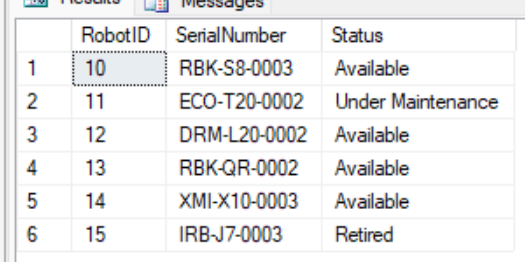 Results Messages
RobotID SerialNumber Status
1 10 RBK-S8-0003 Available
2 11 ECO-T20-0002 Under Maintenance
3 12 DRM-L20-0002 Available
4 13 RBK-QR-0002 Available
5 14 XMI-X10-0003 Available
6 15 IRB-J7-0003 Retired